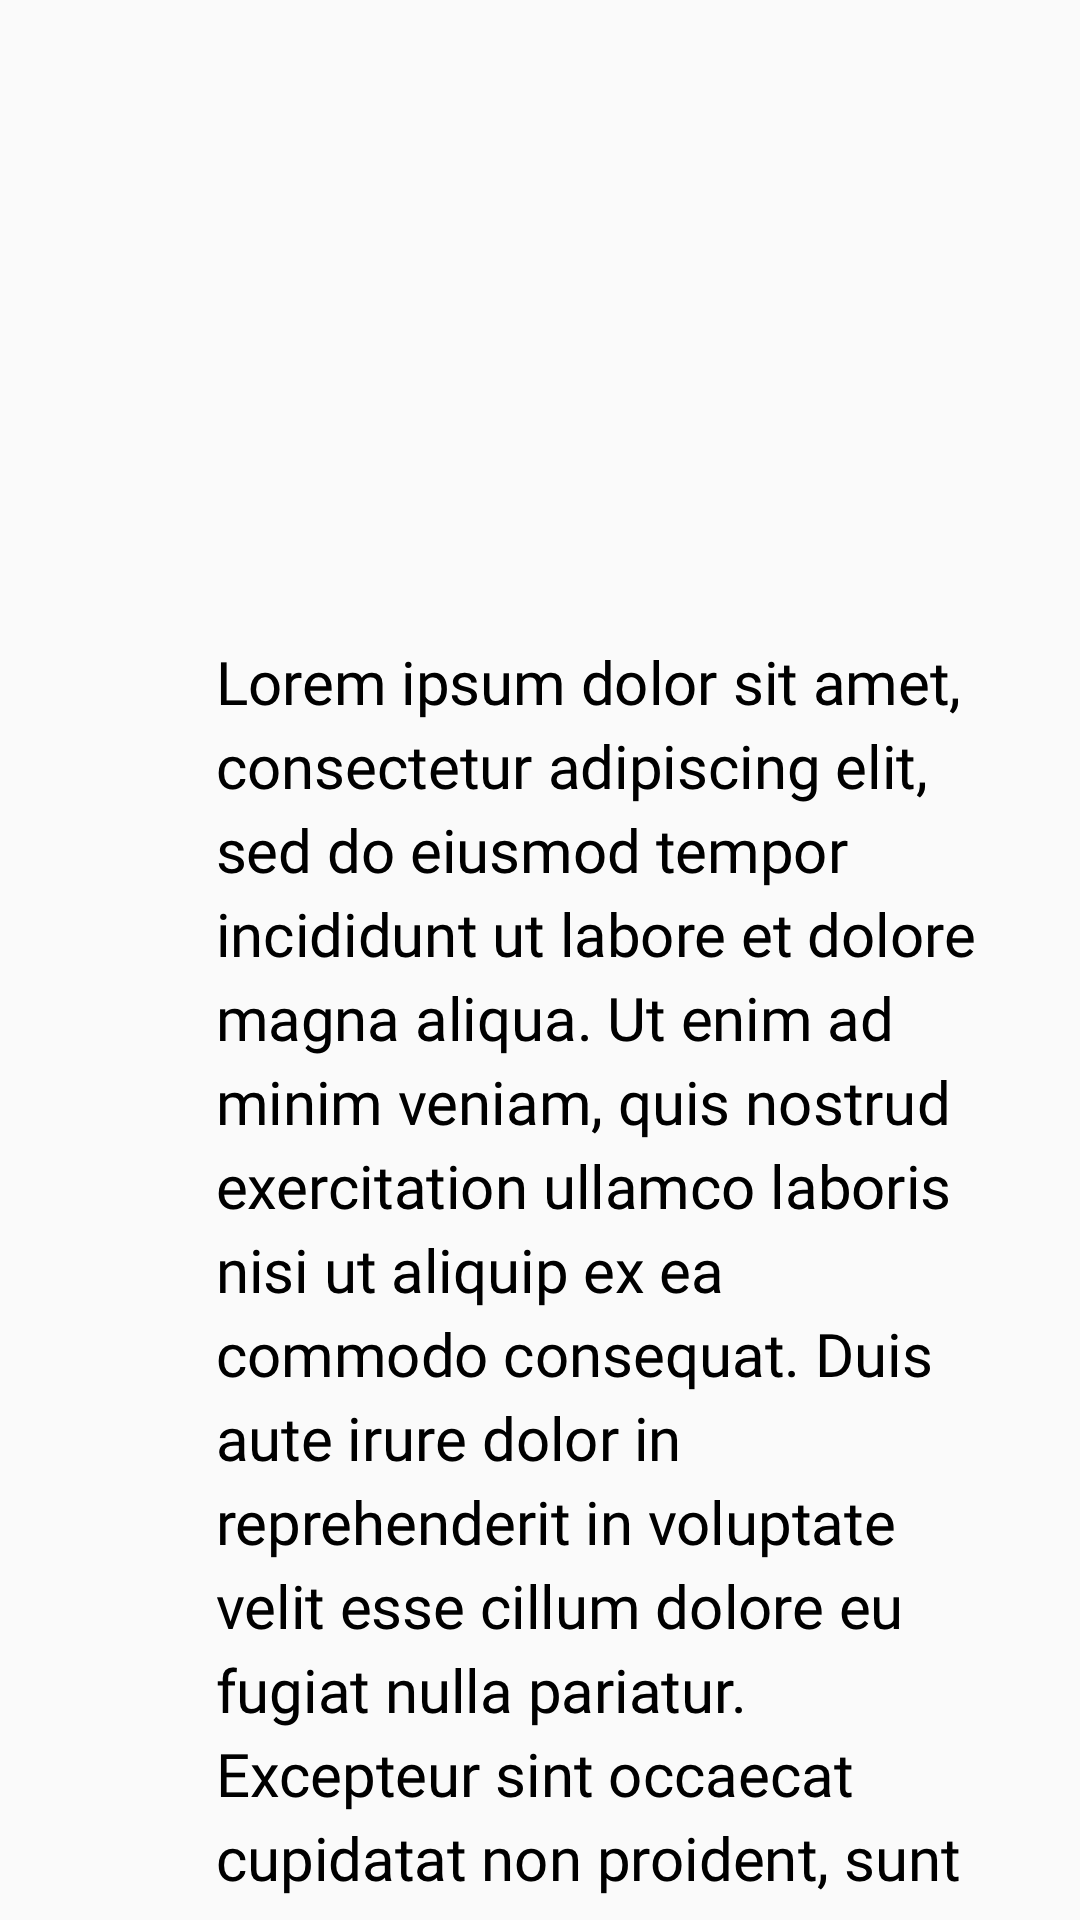 Lorem ipsum dolor sit amet,
consectetur adipiscing elit,
sed do eiusmod tempor
incididunt ut labore et dolore
magna aliqua. Ut enim ad
minim veniam, quis nostrud
exercitation ullamco laboris
nisi ut aliquip ex ea
commodo consequat. Duis
aute irure dolor in
reprehenderit in voluptate
velit esse cillum dolore eu
fugiat nulla pariatur.
Excepteur sint occaecat
cupidatat non proident, sunt